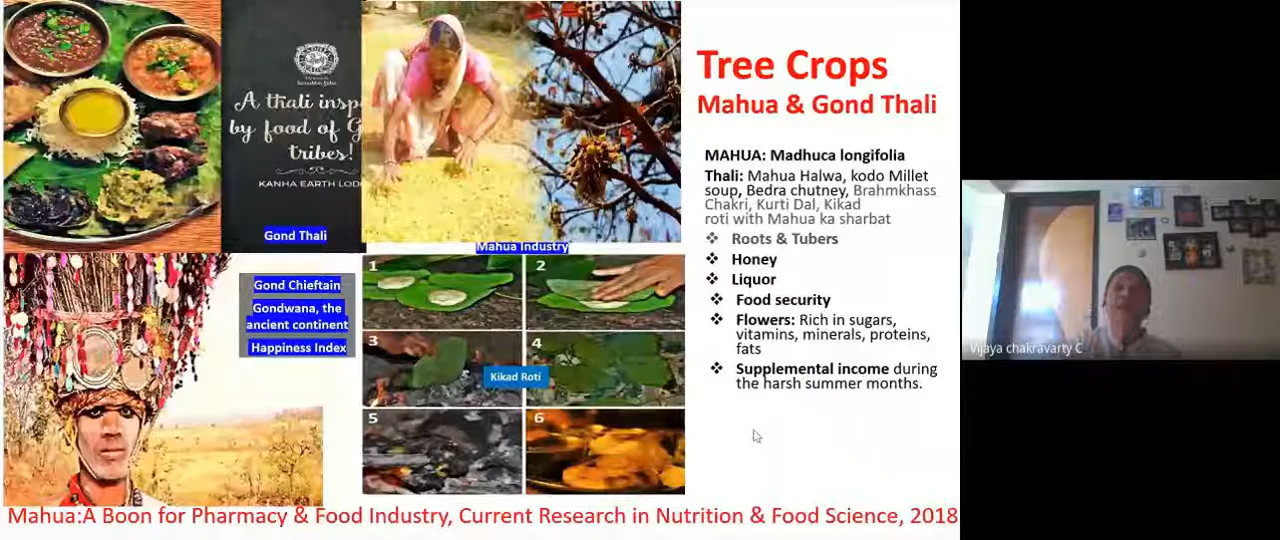 A thali insp
by food of G
tribes!
KANHA EARTH LOD
Gond Thali
Mahua Industry
Gond Chieftain
Gondwana, the
ancient continent
Happiness Index
1
2
3
4
Kikad Roti
5
6
Tree Crops
Mahua & Gond Thali
MAHUA: Madhuca longifolia
Thali: Mahua Halwa, kodo Millet
soup, Bedra chutney, Brahmkhass
Chakri, Kurti Dal, Kikad
roti with Mahua ka sharbat
❖ Roots & Tubers
❖ Honey
❖ Liquor
❖ Food security
❖ Flowers: Rich in sugars,
vitamins, minerals, proteins,
fats
❖ Supplemental income during
the harsh summer months.
Mahua:A Boon for Pharmacy & Food Industry, Current Research in Nutrition & Food Science, 2018
Vijaya chakravarty C